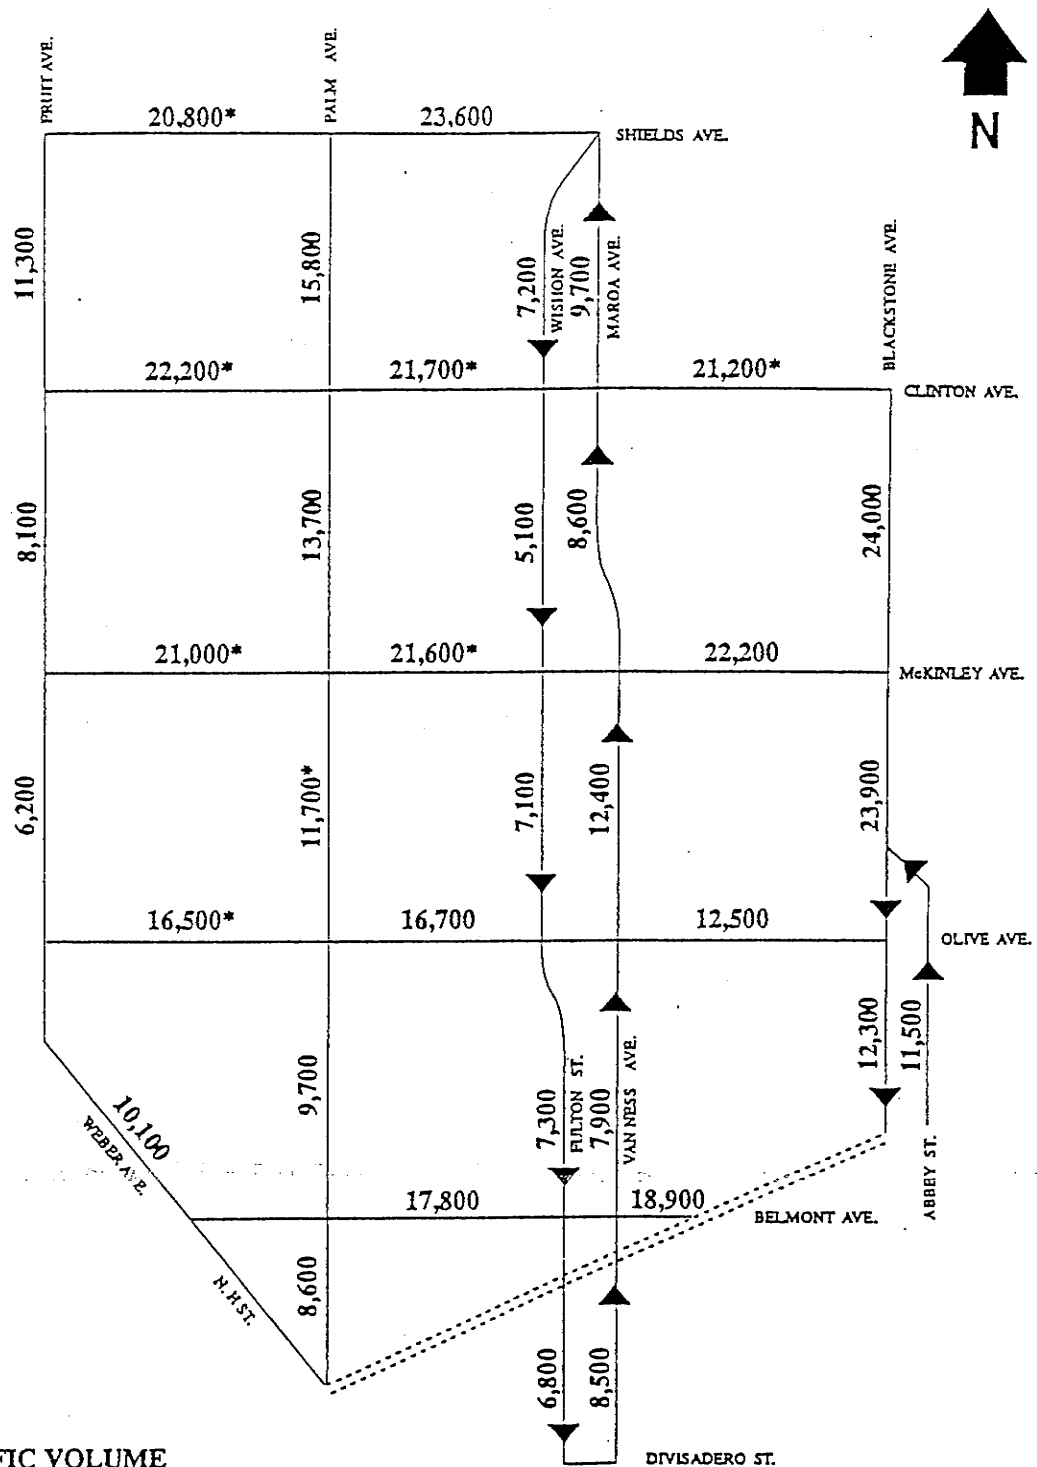 FRUIT AVE.
PALM AVE.
N
20,800*
23,600
SHIELDS AVE.
11,300
15,800
7,200
WISHON AVE.
9,700
MAROA AVE.
BLACKSTONE AVE.
22,200*
21,700*
21,200*
CLINTON AVE.
8,100
13,700
5,100
8,600
24,000
21,000*
21,600*
22,200
McKINLEY AVE.
6,200
11,700*
7,100
12,400
23,900
16,500*
16,700
12,500
OLIVE AVE.
9,700
7,300
FULTON ST.
7,900
VAN NESS AVE.
12,300
11,500
ABBEY ST.
10,100
WEBER AVE.
17,800
18,900
BELMONT AVE.
N. H ST.
8,600
6,800
8,500
DIVISADERO ST.
FIC VOLUME